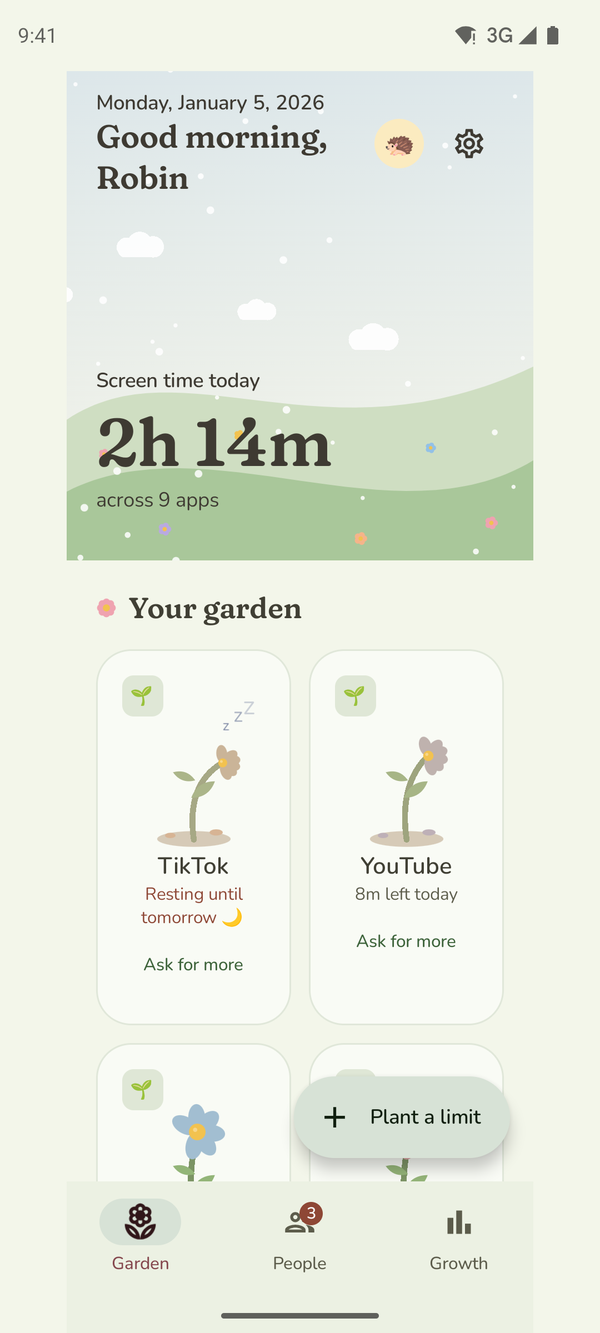 9:41
3G
Monday, January 5, 2026
Good morning,
Robin
Screen time today
2h 14m
across 9 apps
Your garden
z z Z
TikTok
Resting until
tomorrow 🌙
Ask for more
YouTube
8m left today
Ask for more
Plant a limit
Garden
3
People
Growth